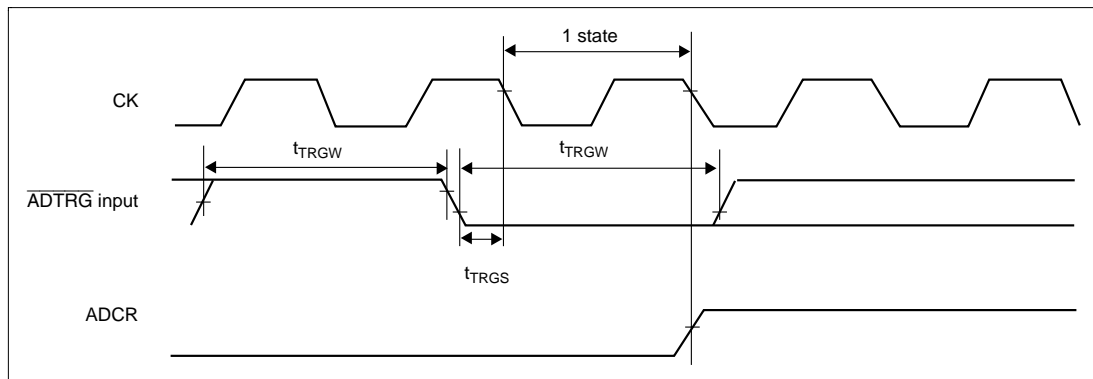 1 state
CK
tTRGW
tTRGW
ADTRG input
tTRGS
ADCR